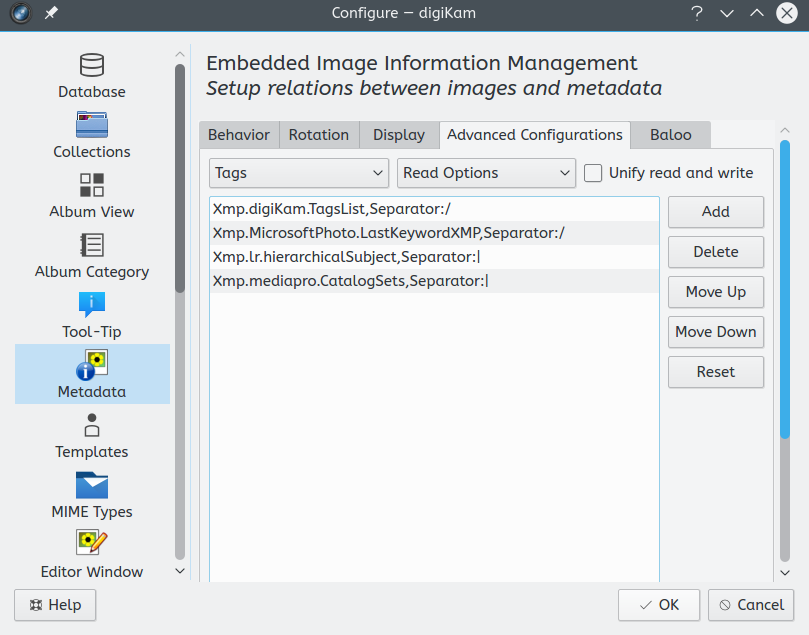 Configure — digiKam
Database
Collections
Album View
Album Category
Tool-Tip
Metadata
Templates
MIME Types
Editor Window
Embedded Image Information Management
Setup relations between images and metadata
Behavior Rotation Display Advanced Configurations Baloo
Tags Read Options Unify read and write
Xmp.digiKam.TagsList,Separator:/
Xmp.MicrosoftPhoto.LastKeywordXMP,Separator:/
Xmp.lr.hierarchicalSubject,Separator:|
Xmp.mediapro.CatalogSets,Separator:|
Add
Delete
Move Up
Move Down
Reset
Help OK Cancel